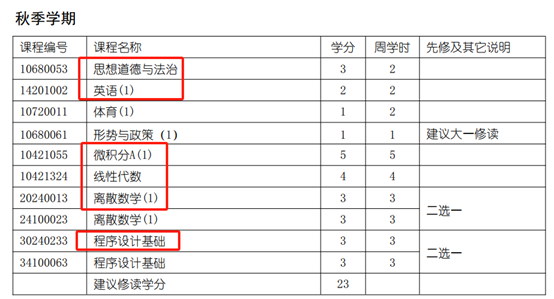 秋季学期
课程编号 课程名称 学分 周学时 先修及其它说明
10680053 思想道德与法治 3 2
14201002 英语(1) 2 2
10720011 体育(1) 1 2
10680061 形势与政策 (1) 1 1 建议大一修读
10421055 微积分A(1) 5 5
10421324 线性代数 4 4
20240013 离散数学(1) 3 3 二选一
24100023 离散数学(1) 3 3
30240233 程序设计基础 3 3 二选一
34100063 程序设计基础 3 3
建议修读学分 23